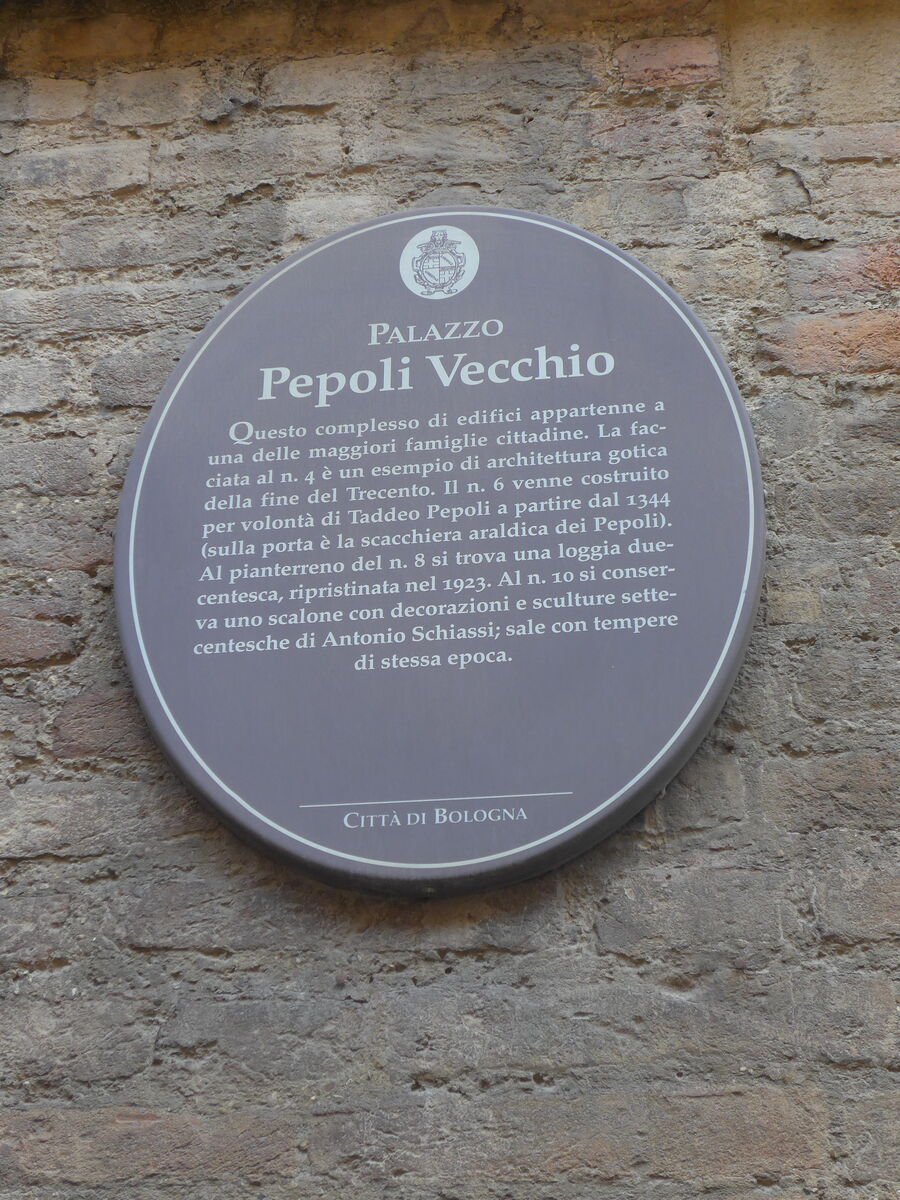 PALAZZO
Pepoli Vecchio
Questo complesso di edifici appartenne a
una delle maggiori famiglie cittadine. La fac-
ciata al n. 4 è un esempio di architettura gotica
della fine del Trecento. Il n. 6 venne costruito
per volontà di Taddeo Pepoli a partire dal 1344
(sulla porta è la scacchiera araldica dei Pepoli).
Al pianterreno del n. 8 si trova una loggia due-
centesca, ripristinata nel 1923. Al n. 10 si conser-
va uno scalone con decorazioni e sculture sette-
centesche di Antonio Schiassi; sale con tempere
di stessa epoca.
CITTÀ DI BOLOGNA